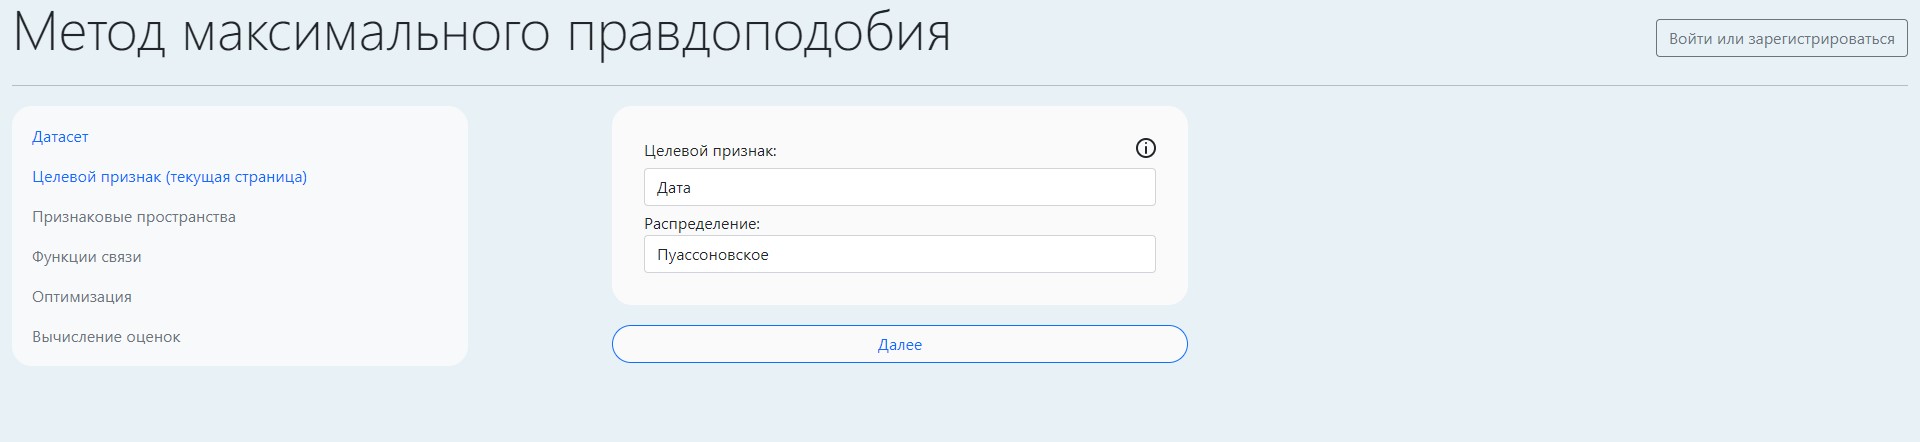 Метод максимального правдоподобия
Войти или зарегистрироваться
Датасет
Целевой признак (текущая страница)
Признаковые пространства
Функции связи
Оптимизация
Вычисление оценок
Целевой признак:
Дата
Распределение:
Пуассоновское
Далее